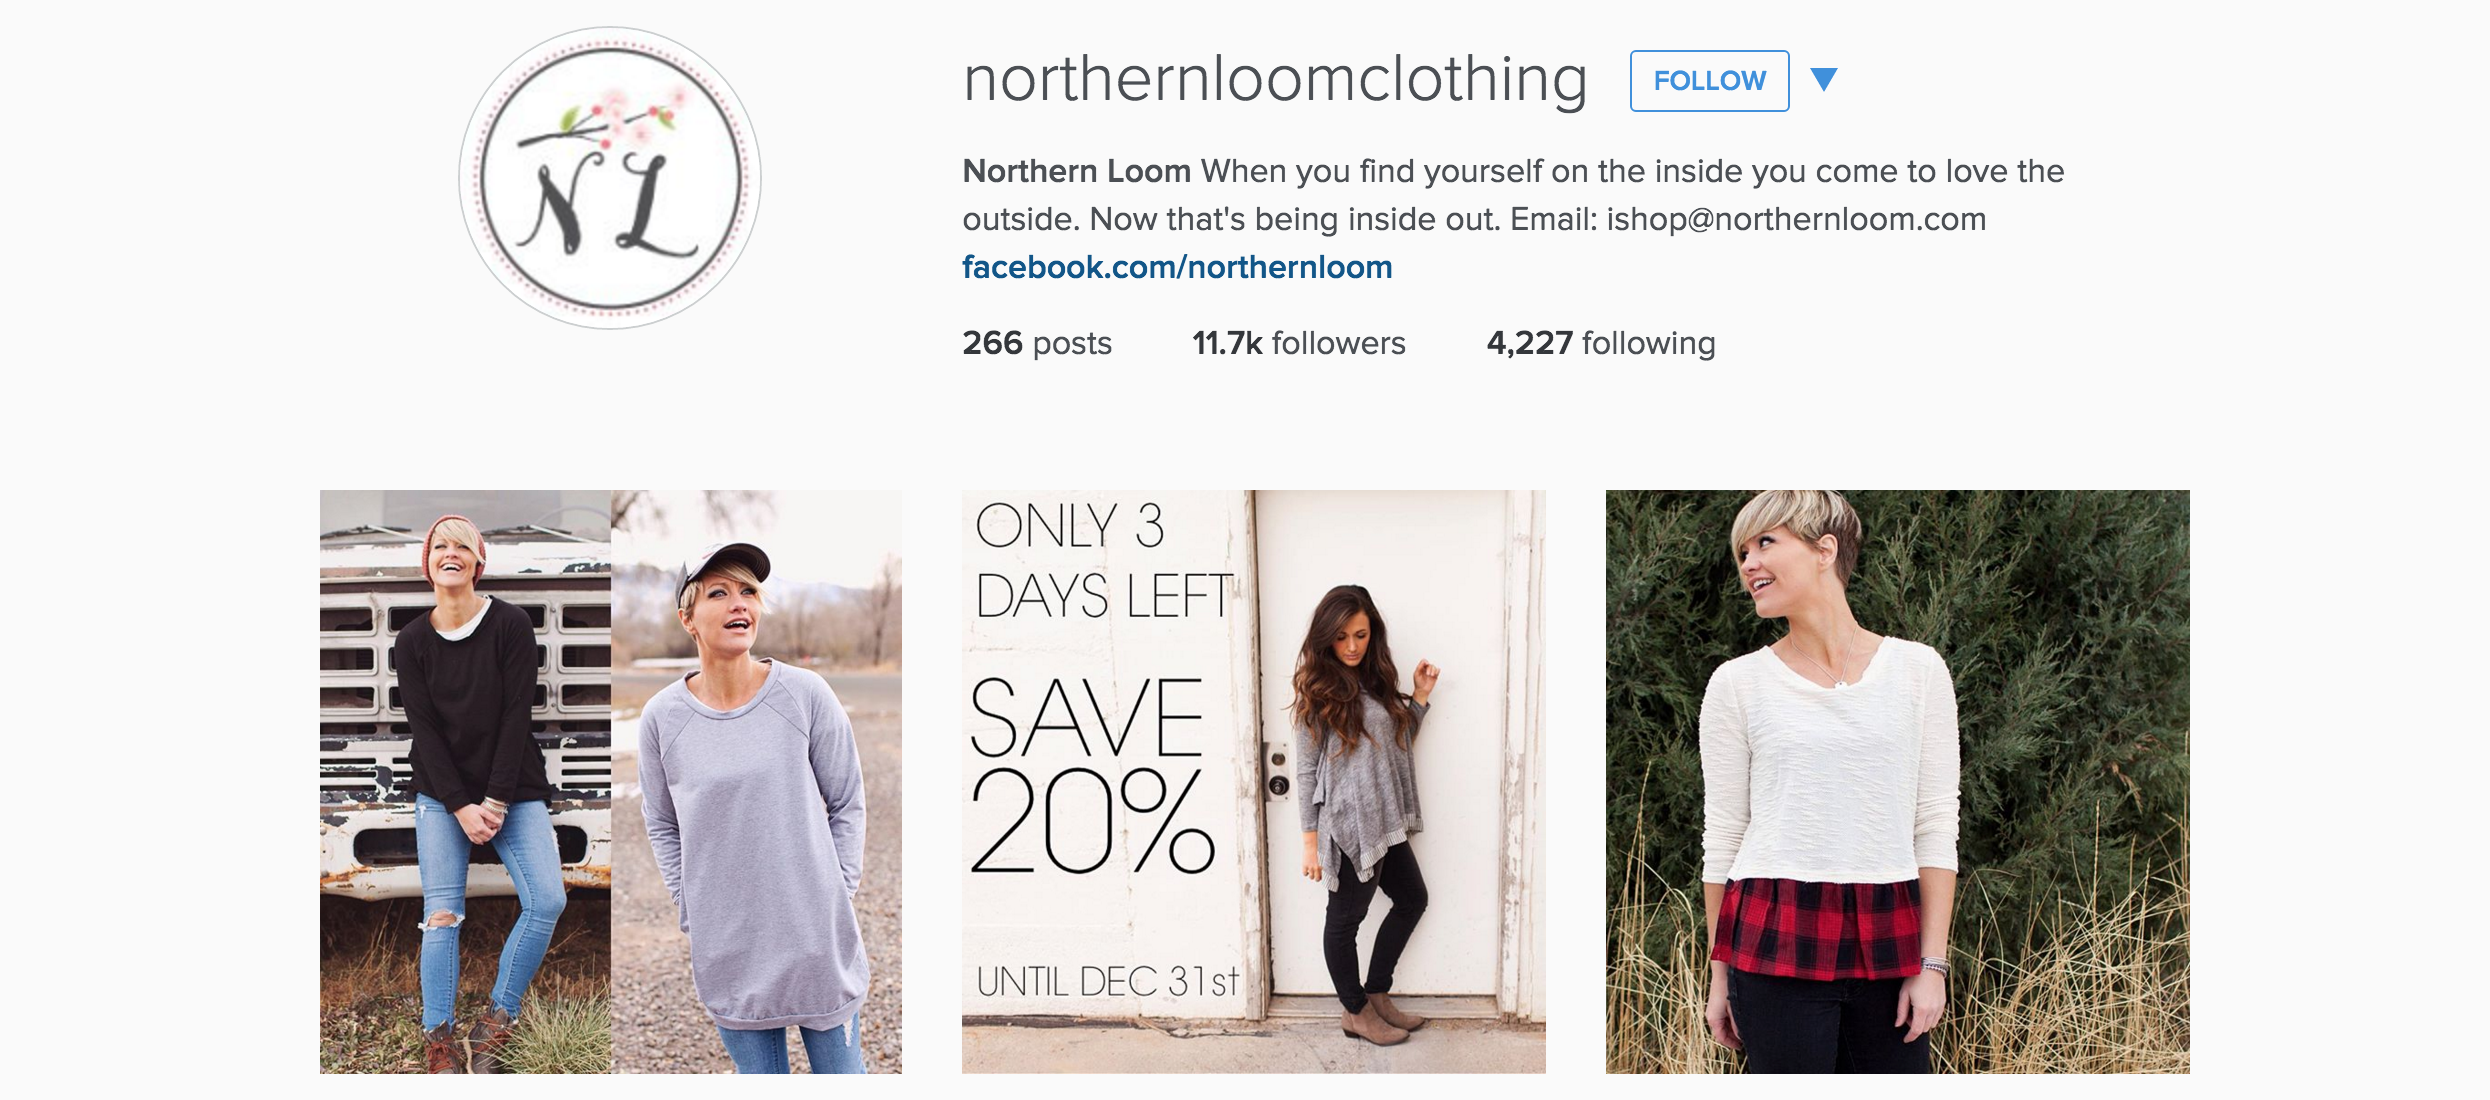 NL
northernloomclothing FOLLOW
Northern Loom When you find yourself on the inside you come to love the
outside. Now that's being inside out. Email: ishop@northernloom.com
facebook.com/northernloom
266 posts 11.7k followers 4,227 following
ONLY 3
DAYS LEFT
SAVE
20%
UNTIL DEC 31st